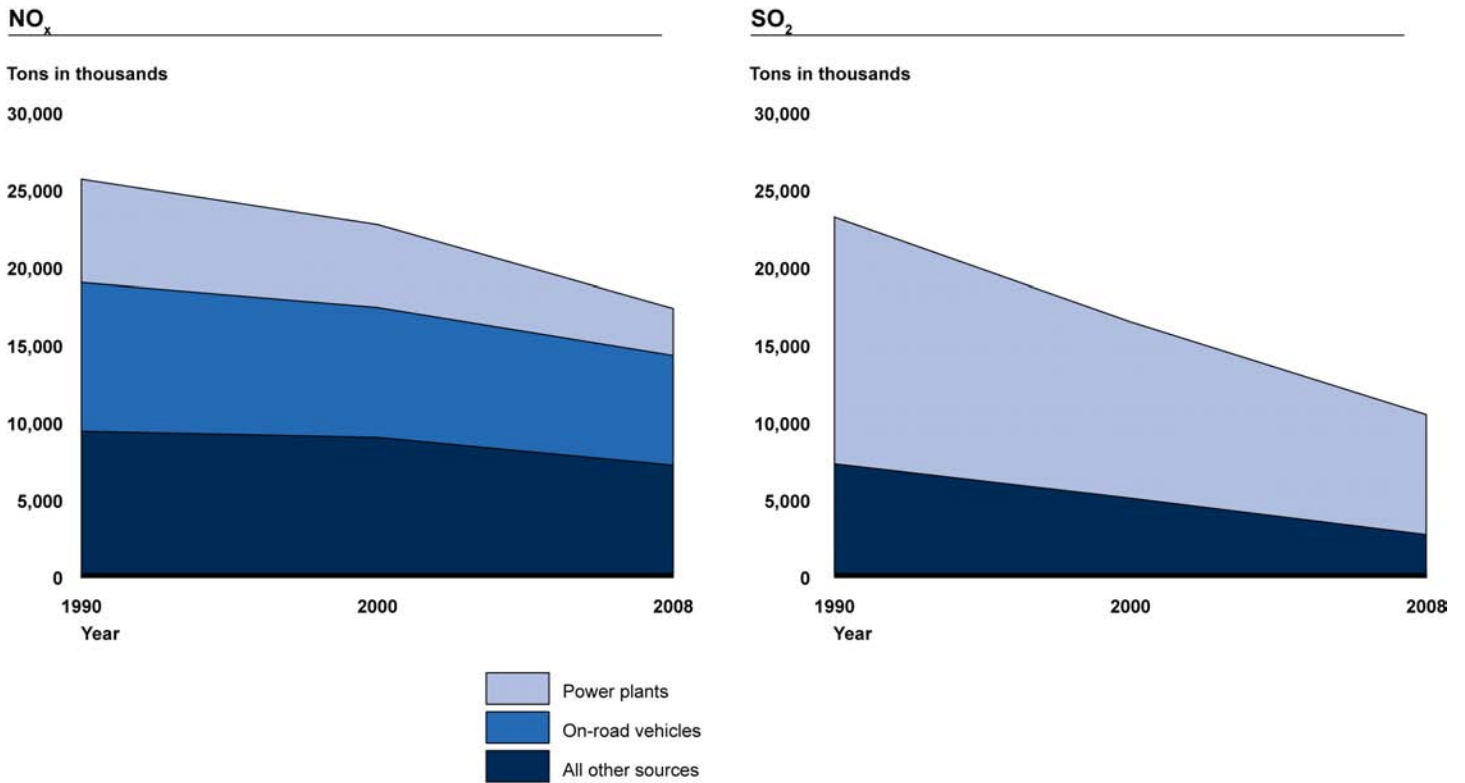 NOx
Tons in thousands
30,000
25,000
20,000
15,000
10,000
5,000
0
1990
2000
2008
Year
SO2
Tons in thousands
30,000
25,000
20,000
15,000
10,000
5,000
0
1990
2000
2008
Year
Power plants
On-road vehicles
All other sources